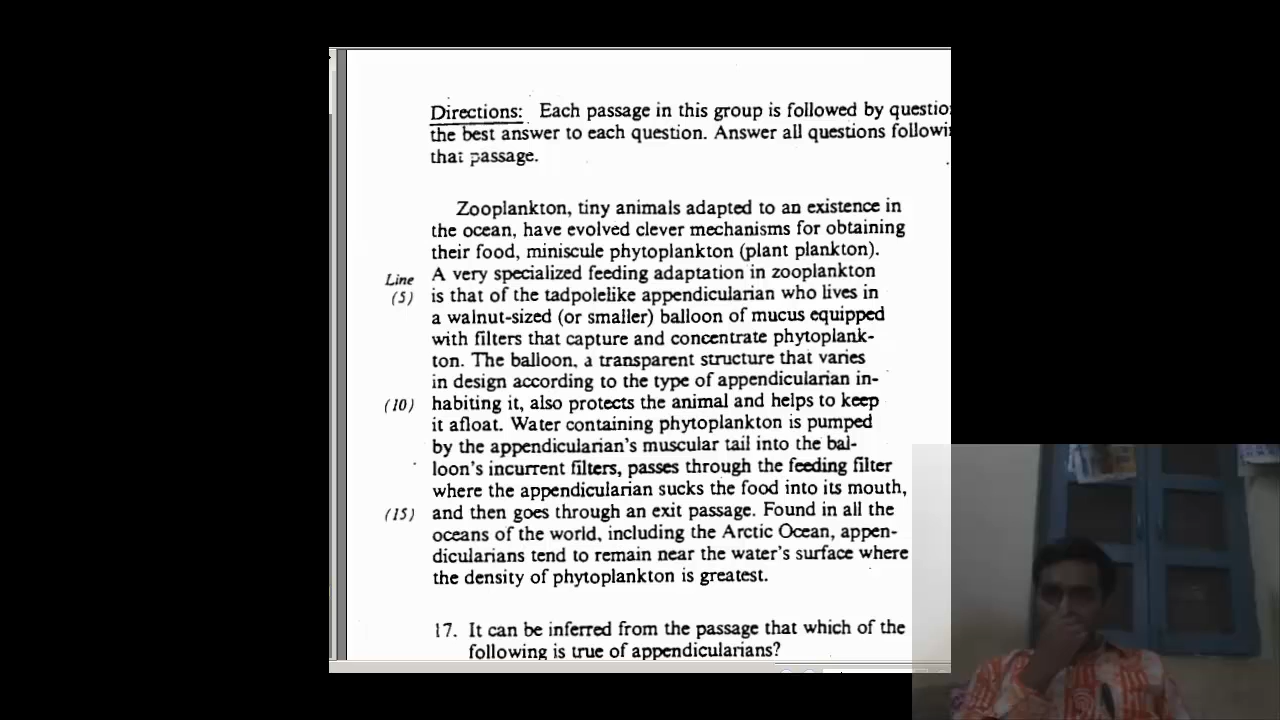 Directions: Each passage in this group is followed by questio
the best answer to each question. Answer all questions followi
that passage.
Zooplankton, tiny animals adapted to an existence in
the ocean, have evolved clever mechanisms for obtaining
their food, miniscule phytoplankton (plant plankton).
Line A very specialized feeding adaptation in zooplankton
(5) is that of the tadpolelike appendicularian who lives in
a walnut-sized (or smaller) balloon of mucus equipped
with filters that capture and concentrate phytoplank-
ton. The balloon, a transparent structure that varies
in design according to the type of appendicularian in-
(10) habiting it, also protects the animal and helps to keep
it afloat. Water containing phytoplankton is pumped
by the appendicularian's muscular tail into the bal-
loon's incurrent filters, passes through the feeding filter
where the appendicularian sucks the food into its mouth,
(15) and then goes through an exit passage. Found in all the
oceans of the world, including the Arctic Ocean, appen-
dicularians tend to remain near the water's surface where
the density of phytoplankton is greatest.
17. It can be inferred from the passage that which of the
following is true of appendicularians?